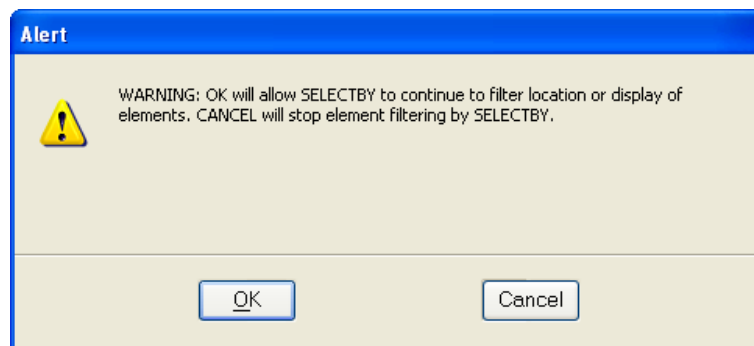 Alert
WARNING: OK will allow SELECTBY to continue to filter location or display of
elements. CANCEL will stop element filtering by SELECTBY.
OK
Cancel